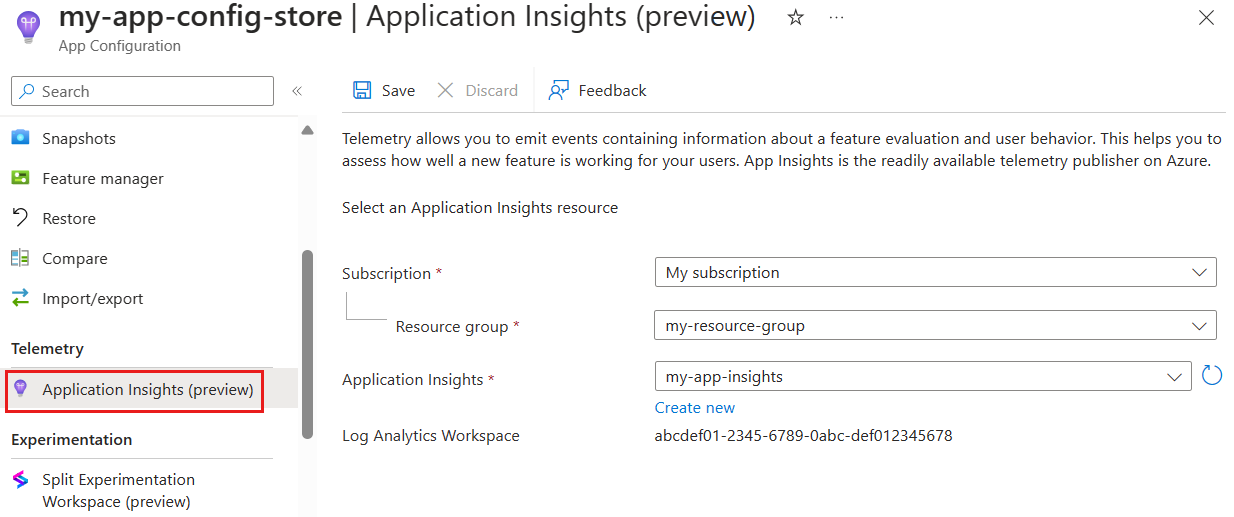 my-app-config-store | Application Insights (preview)
App Configuration
Search
Snapshots
Feature manager
Restore
Compare
Import/export
Telemetry
Application Insights (preview)
Experimentation
Split Experimentation
Workspace (preview)
Save
Discard
Feedback
Telemetry allows you to emit events containing information about a feature evaluation and user behavior. This helps you to
assess how well a new feature is working for your users. App Insights is the readily available telemetry publisher on Azure.
Select an Application Insights resource
Subscription *
My subscription
Resource group *
my-resource-group
Application Insights *
my-app-insights
Create new
Log Analytics Workspace
abcdef01-2345-6789-0abc-def012345678